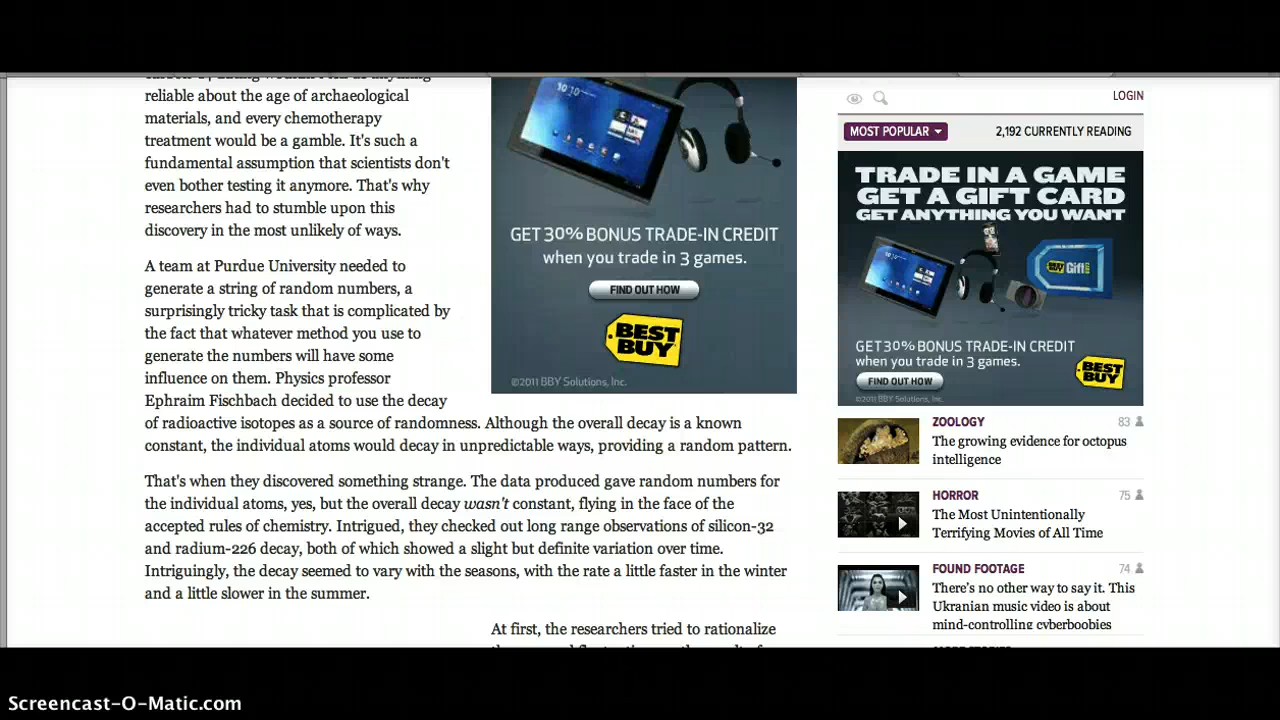 reliable about the age of archaeological
materials, and every chemotherapy
treatment would be a gamble. It's such a
fundamental assumption that scientists don't
even bother testing it anymore. That's why
researchers had to stumble upon this
discovery in the most unlikely of ways.
A team at Purdue University needed to
generate a string of random numbers, a
surprisingly tricky task that is complicated by
the fact that whatever method you use to
generate the numbers will have some
influence on them. Physics professor
Ephraim Fischbach decided to use the decay
of radioactive isotopes as a source of randomness. Although the overall decay is a known
constant, the individual atoms would decay in unpredictable ways, providing a random pattern.
That's when they discovered something strange. The data produced gave random numbers for
the individual atoms, yes, but the overall decay wasn't constant, flying in the face of the
accepted rules of chemistry. Intrigued, they checked out long range observations of silicon-32
and radium-226 decay, both of which showed a slight but definite variation over time.
Intriguingly, the decay seemed to vary with the seasons, with the rate a little faster in the winter
and a little slower in the summer.
At first, the researchers tried to rationalize
10:10
GET 30% BONUS TRADE-IN CREDIT
when you trade in 3 games.
FIND OUT HOW
BEST
BUY
©2011 BBY Solutions, Inc.
LOGIN
MOST POPULAR
2,192 CURRENTLY READING
TRADE IN A GAME
GET A GIFT CARD
GET ANYTHING YOU WANT
BEST BUY Gift
GET 30% BONUS TRADE-IN CREDIT
when you trade in 3 games.
FIND OUT HOW
BEST
BUY
©2011 BBY Solutions, Inc.
ZOOLOGY 83
The growing evidence for octopus
intelligence
HORROR 75
The Most Unintentionally
Terrifying Movies of All Time
FOUND FOOTAGE 74
There's no other way to say it. This
Ukranian music video is about
mind-controlling cyberboobies
Screencast-O-Matic.com